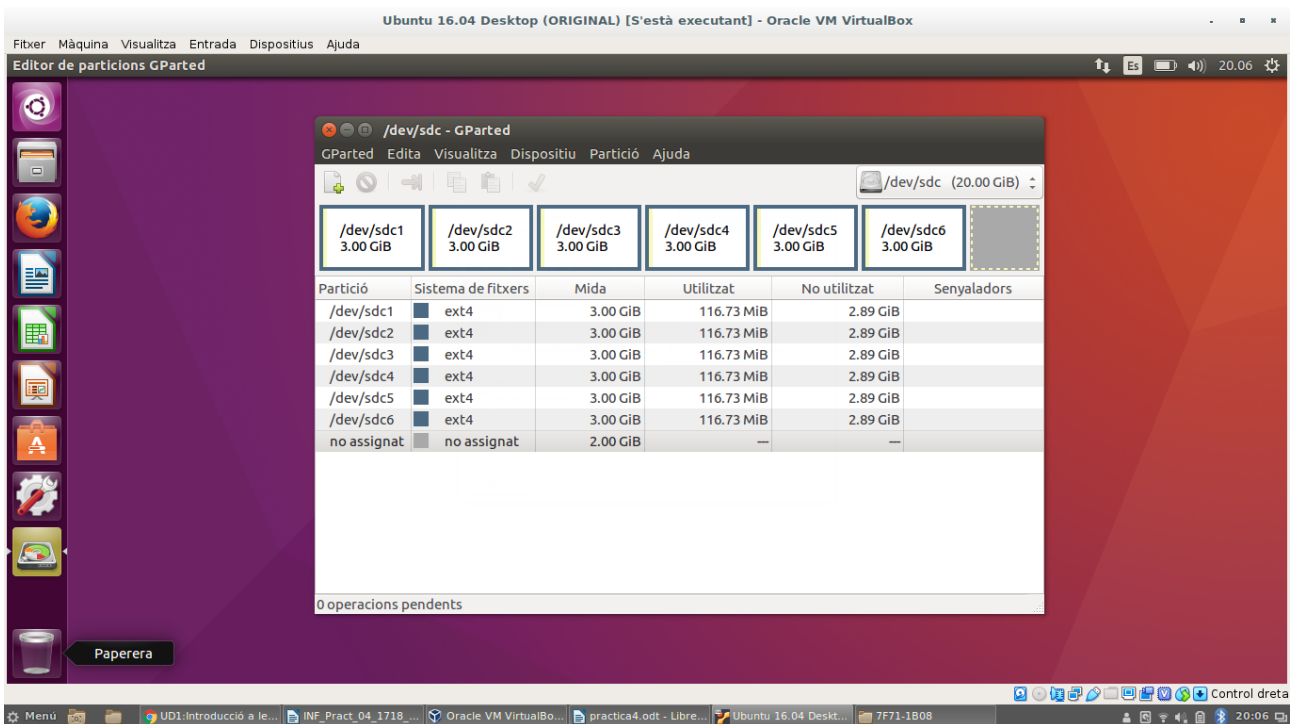 Ubuntu 16.04 Desktop (ORIGINAL) [S'està executant] - Oracle VM VirtualBox
Fitxer Màquina Visualitza Entrada Dispositius Ajuda
Editor de particions GParted Es 20.06
/dev/sdc - GParted
GParted Edita Visualitza Dispositiu Partició Ajuda
/dev/sdc (20.00 GiB)
/dev/sdc1 /dev/sdc2 /dev/sdc3 /dev/sdc4 /dev/sdc5 /dev/sdc6
3.00 GiB 3.00 GiB 3.00 GiB 3.00 GiB 3.00 GiB 3.00 GiB
Partició Sistema de fitxers Mida Utilitzat No utilitzat Senyaladors
/dev/sdc1 ext4 3.00 GiB 116.73 MiB 2.89 GiB
/dev/sdc2 ext4 3.00 GiB 116.73 MiB 2.89 GiB
/dev/sdc3 ext4 3.00 GiB 116.73 MiB 2.89 GiB
/dev/sdc4 ext4 3.00 GiB 116.73 MiB 2.89 GiB
/dev/sdc5 ext4 3.00 GiB 116.73 MiB 2.89 GiB
/dev/sdc6 ext4 3.00 GiB 116.73 MiB 2.89 GiB
no assignat no assignat 2.00 GiB --- ---
0 operacions pendents
Paperera
Control dreta
Menú UD1:Introducció a le... INF_Pract_04_1718_... Oracle VM VirtualBo... practica4.odt - Libre... Ubuntu 16.04 Deskt... 7F71-1B08 20:06